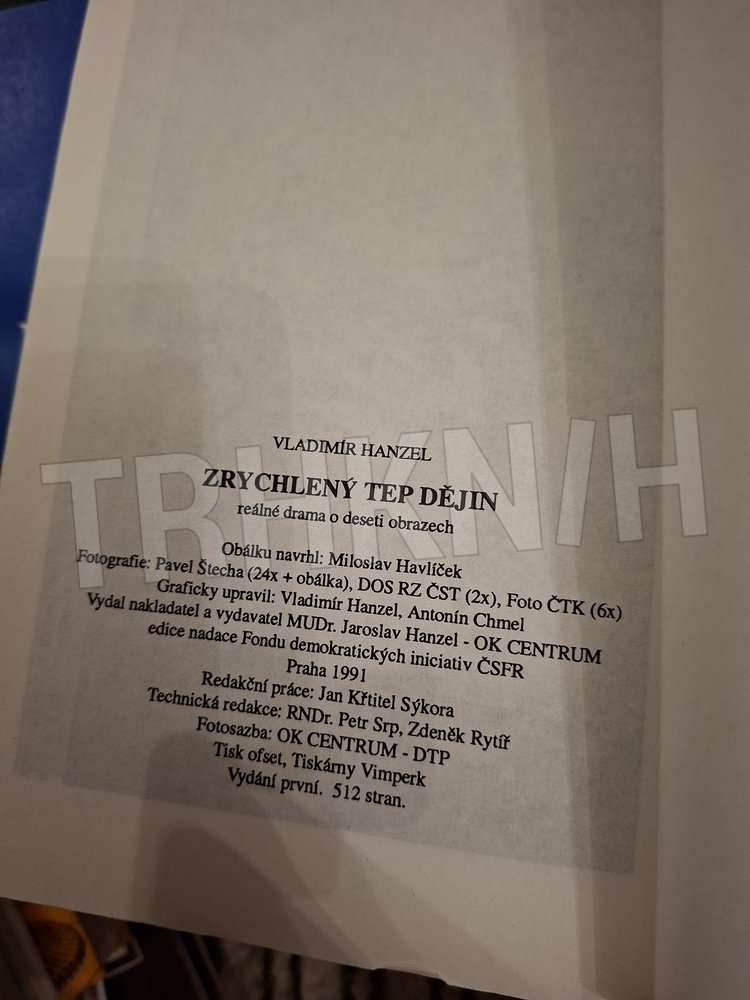 VLADIMÍR HANZEL
ZRYCHLENÝ TEP DĚJIN
reálné drama o deseti obrazech
Obálku navrhl: Miloslav Havlíček
Fotografie: Pavel Štecha (24x + obálka), DOS RZ ČST (2x), Foto ČTK (6x)
Graficky upravil: Vladimír Hanzel, Antonín Chmel
Vydal nakladatel a vydavatel MUDr. Jaroslav Hanzel - OK CENTRUM
edice nadace Fondu demokratických iniciativ ČSFR
Praha 1991
Redakční práce: Jan Křtitel Sýkora
Technická redakce: RNDr. Petr Srp, Zdeněk Rytíř
Fotosazba: OK CENTRUM - DTP
Tisk ofset, Tiskárny Vimperk
Vydání první. 512 stran.
TRHKNIH